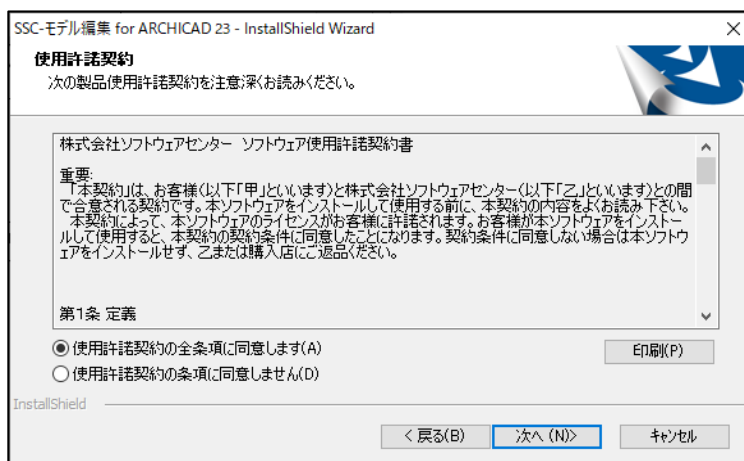 SSC-モデル編集 for ARCHICAD 23 - InstallShield Wizard
使用許諾契約
次の製品使用許諾契約を注意深くお読みください。
株式会社ソフトウェアセンター ソフトウェア使用許諾契約書
重要:
「本契約」は、お客様(以下「甲」といいます)と株式会社ソフトウェアセンター(以下「乙」といいます)との間
で合意される契約です。本ソフトウェアをインストールして使用する前に、本契約の内容をよくお読み下さい。
本契約によって、本ソフトウェアのライセンスがお客様に許諾されます。お客様が本ソフトウェアをインストー
ルして使用すると、本契約の契約条件に同意したことになります。契約条件に同意しない場合は本ソフトウ
ェアをインストールせず、乙または購入店にご返品ください。
第1条 定義
使用許諾契約の全条項に同意します(A)
印刷(P)
使用許諾契約の条項に同意しません(D)
InstallShield
< 戻る(B)
次へ (N)>
キャンセル